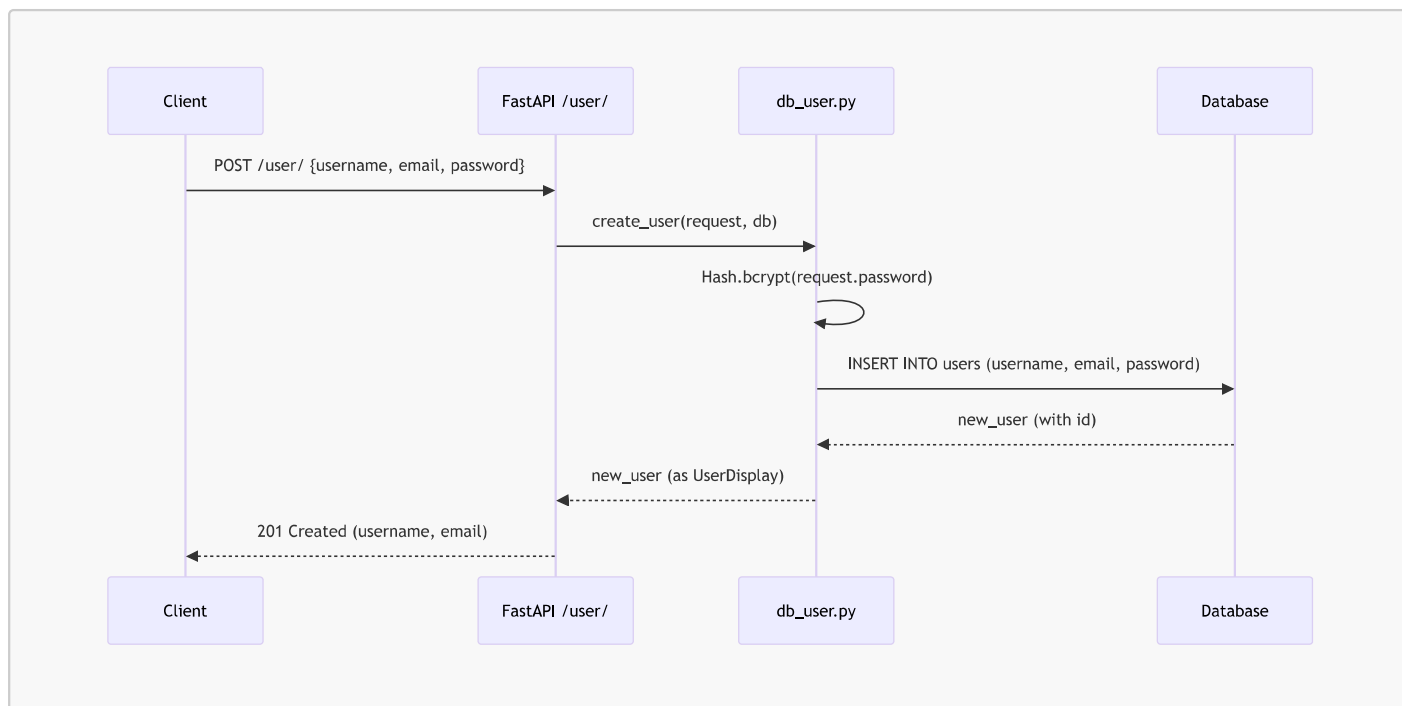 Client
FastAPI /user/
db_user.py
Database
POST /user/ {username, email, password}
create_user(request, db)
Hash.bcrypt(request.password)
INSERT INTO users (username, email, password)
new_user (with id)
new_user (as UserDisplay)
201 Created (username, email)
Client
FastAPI /user/
db_user.py
Database